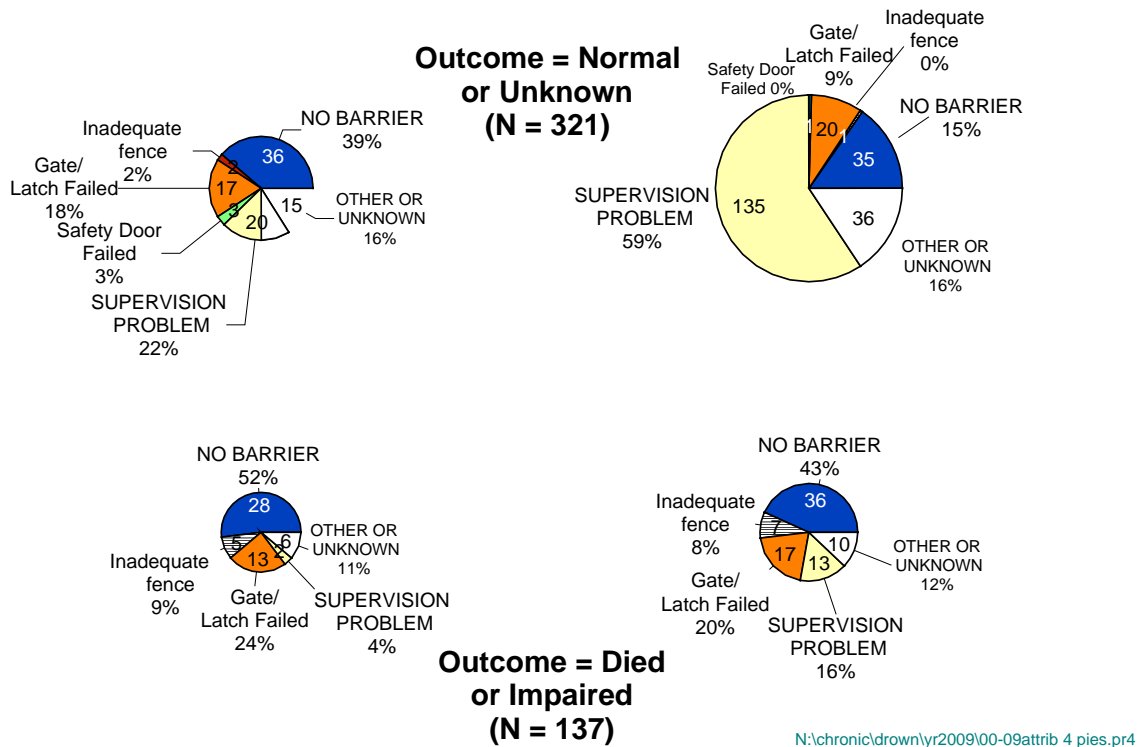 Outcome = Normal
or Unknown
(N = 321)
NO BARRIER
39%
36
Inadequate
fence
2%
2
Gate/
Latch Failed
18%
17
Safety Door
Failed
3%
3
SUPERVISION
PROBLEM
22%
20
OTHER OR
UNKNOWN
16%
15
Safety Door
Failed 0%
1
Gate/
Latch Failed
9%
20
Inadequate
fence
0%
1
NO BARRIER
15%
35
SUPERVISION
PROBLEM
59%
135
OTHER OR
UNKNOWN
16%
36
NO BARRIER
52%
28
Inadequate
fence
9%
5
Gate/
Latch Failed
24%
13
SUPERVISION
PROBLEM
4%
2
OTHER OR
UNKNOWN
11%
6
NO BARRIER
43%
36
Inadequate
fence
8%
7
Gate/
Latch Failed
20%
17
SUPERVISION
PROBLEM
16%
13
OTHER OR
UNKNOWN
12%
10
Outcome = Died
or Impaired
(N = 137)
N:\chronic\drown\yr2009\00-09attrib 4 pies.pr4